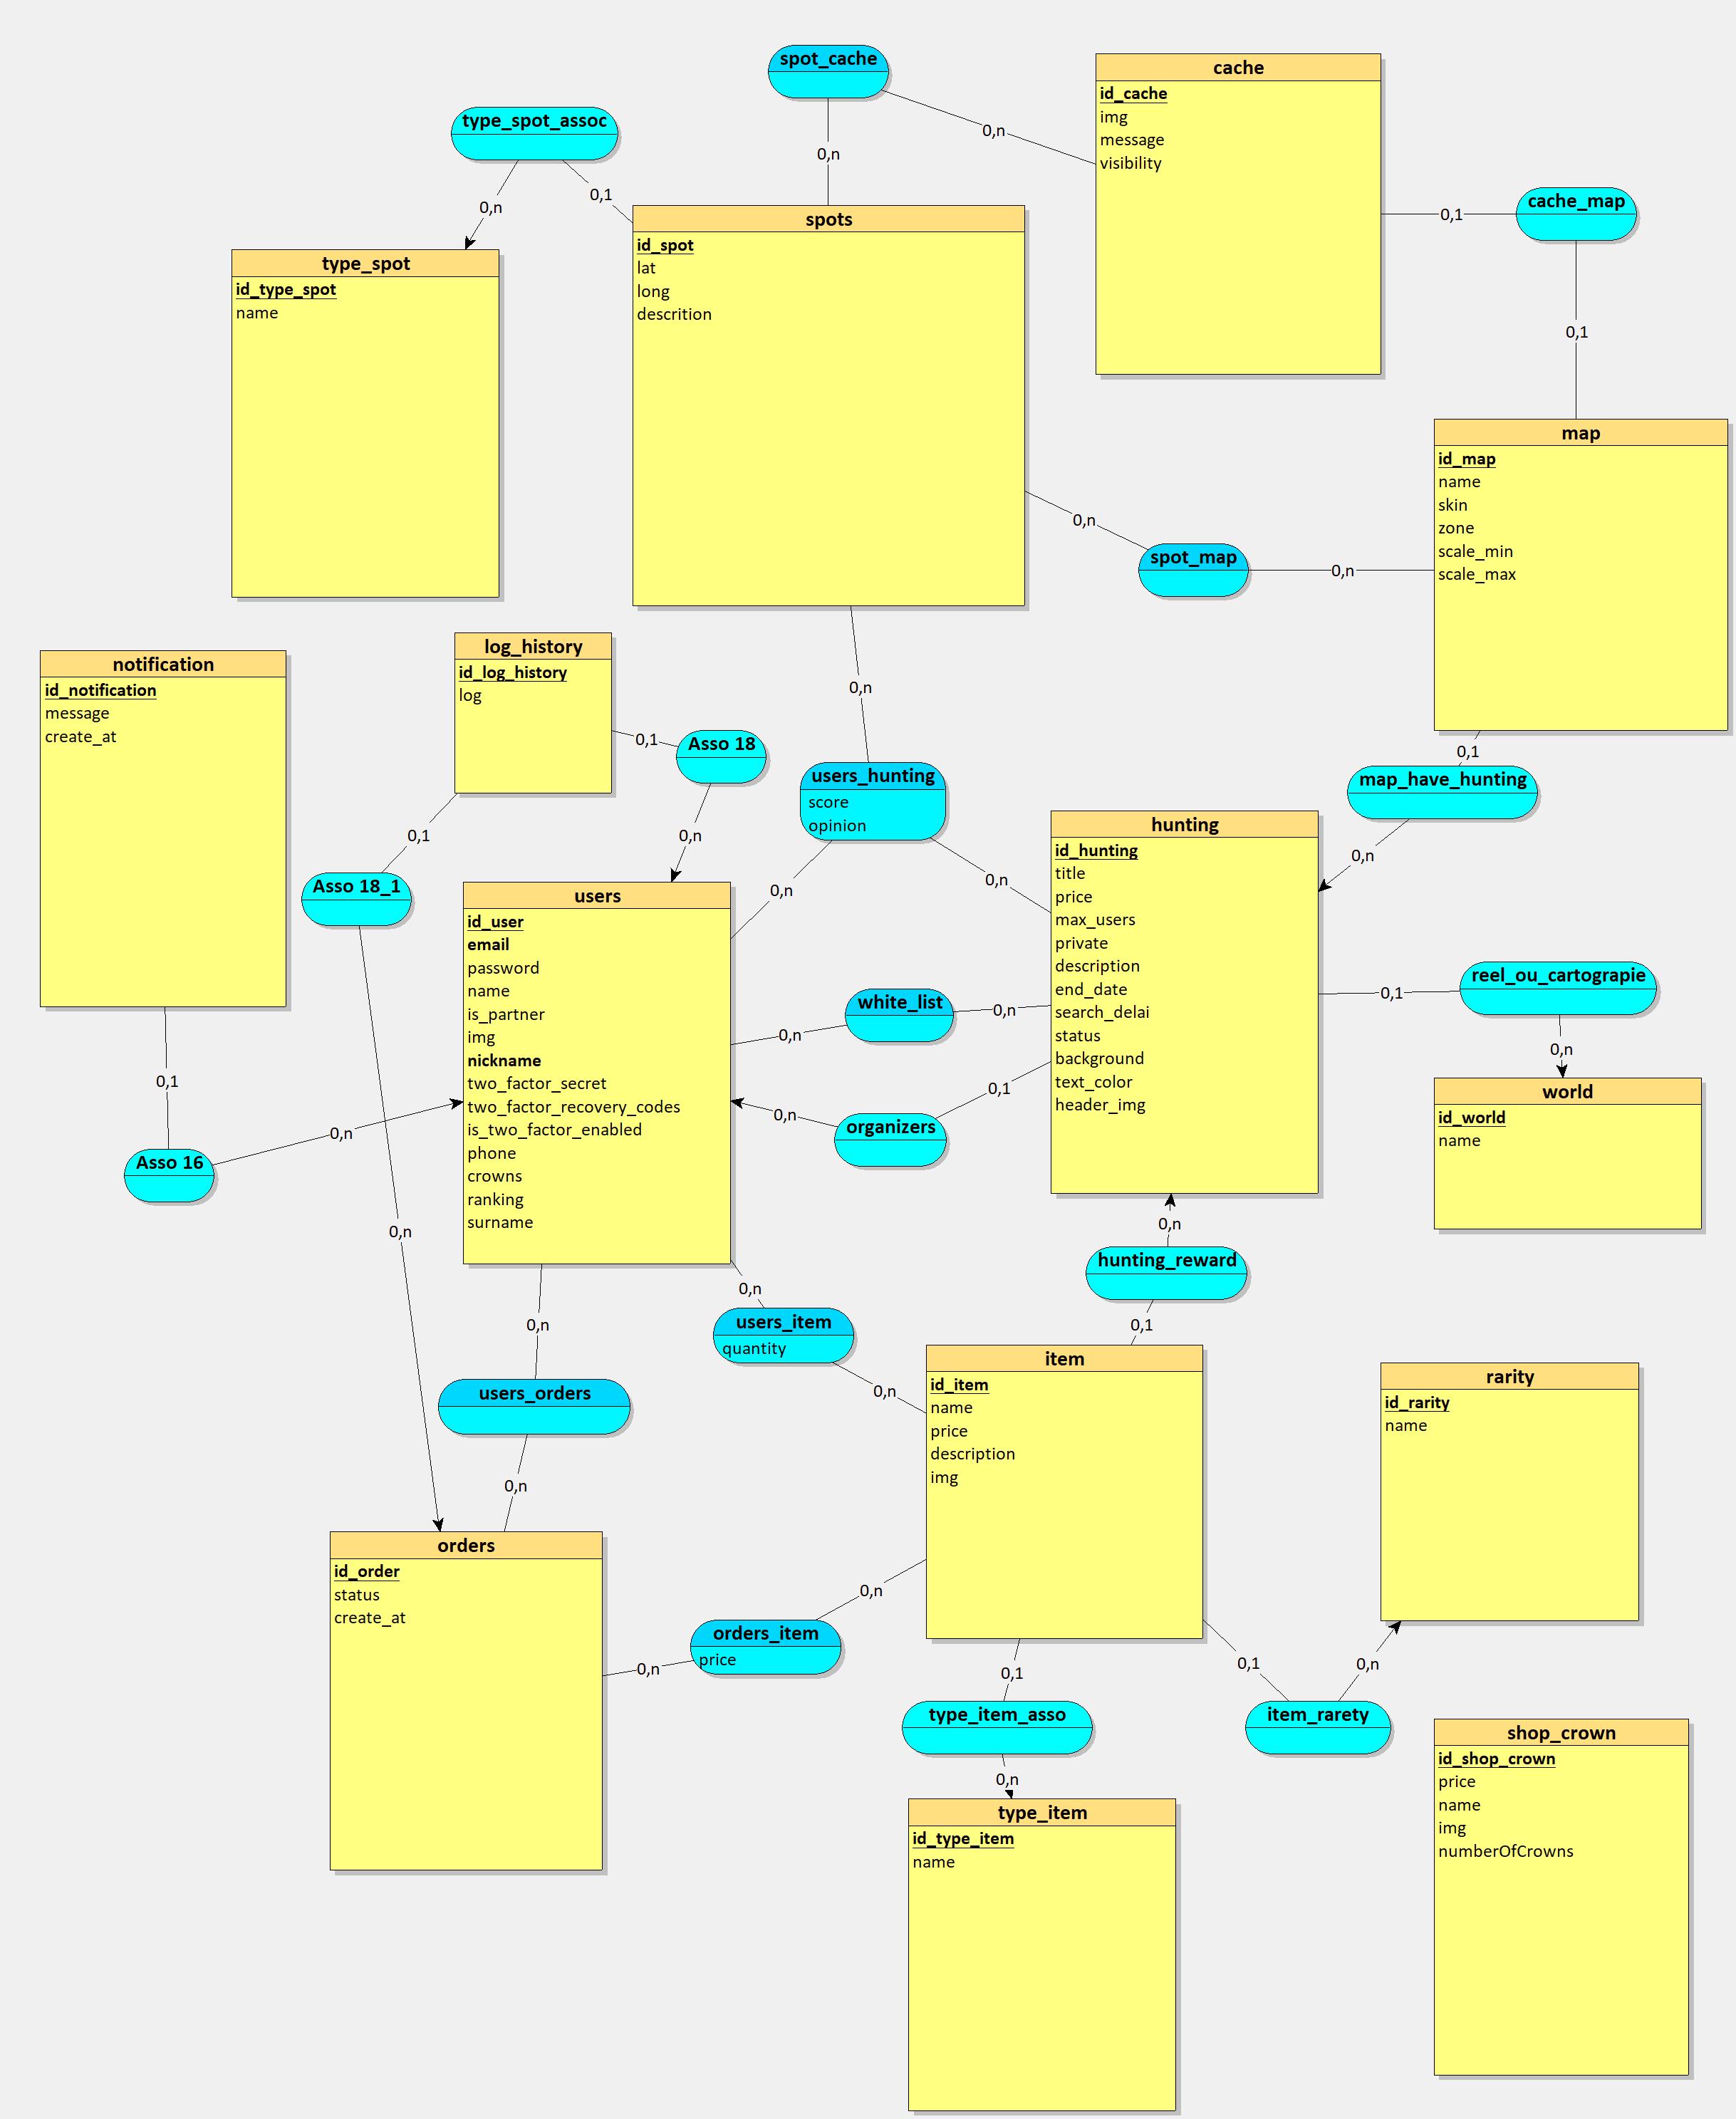 spot_cache
0,n
0,n
cache
id_cache
img
message
visibility
type_spot_assoc
0,n
0,1
0,1
cache_map
0,1
type_spot
id_type_spot
name
spots
id_spot
lat
long
descrition
map
id_map
name
skin
zone
scale_min
scale_max
0,n
spot_map
0,n
notification
id_notification
message
create_at
log_history
id_log_history
log
0,1
Asso 18
0,n
0,n
users_hunting
score
opinion
0,n
0,n
0,1
map_have_hunting
0,n
0,1
Asso 18_1
0,n
users
id_user
email
password
name
is_partner
img
nickname
two_factor_secret
two_factor_recovery_codes
is_two_factor_enabled
phone
crowns
ranking
surname
hunting
id_hunting
title
price
max_users
private
description
end_date
search_delai
status
background
text_color
header_img
white_list
0,n
0,n
0,1
organizers
0,n
0,1
reel_ou_cartograpie
0,n
world
id_world
name
0,1
Asso 16
0,n
0,n
hunting_reward
0,1
0,n
users_item
quantity
0,n
0,n
users_orders
0,n
item
id_item
name
price
description
img
rarity
id_rarity
name
orders
id_order
status
create_at
0,n
orders_item
price
0,n
0,1
type_item_asso
0,n
0,1
item_rarety
0,n
type_item
id_type_item
name
shop_crown
id_shop_crown
price
name
img
numberOfCrowns